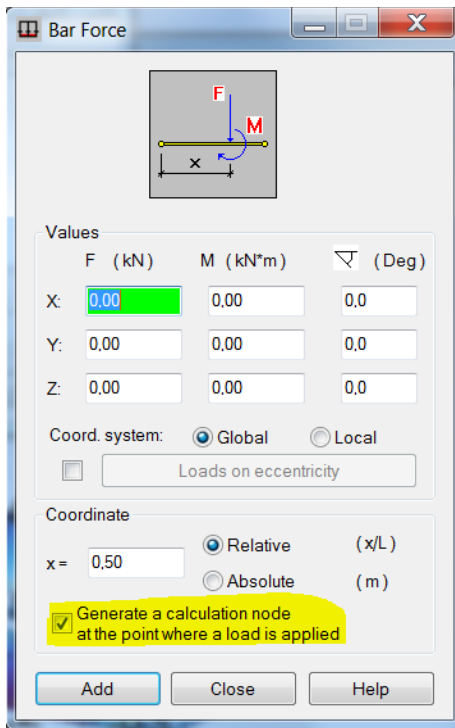 Bar Force
F
M
x
Values
F (kN) M (kN*m) (Deg)
X: 0,00 0,00 0,0
Y: 0,00 0,00 0,0
Z: 0,00 0,00 0,0
Coord. system: Global Local
Loads on eccentricity
Coordinate
x = 0,50 Relative (x/L)
Absolute (m)
Generate a calculation node
at the point where a load is applied
Add Close Help